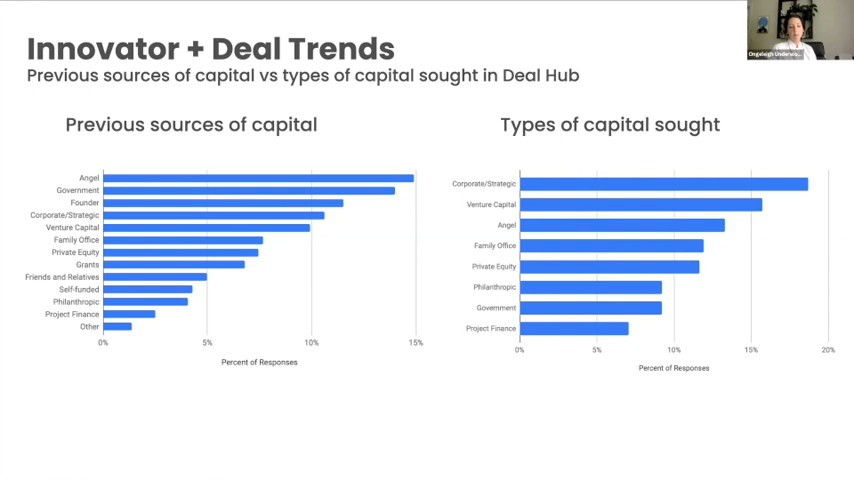 Innovator + Deal Trends
Previous sources of capital vs types of capital sought in Deal Hub
Previous sources of capital
Angel
Government
Founder
Corporate/Strategic
Venture Capital
Family Office
Private Equity
Grants
Friends and Relatives
Self-funded
Philanthropic
Project Finance
Other
0% 5% 10% 15%
Percent of Responses
Types of capital sought
Corporate/Strategic
Venture Capital
Angel
Family Office
Private Equity
Philanthropic
Government
Project Finance
0% 5% 10% 15% 20%
Percent of Responses